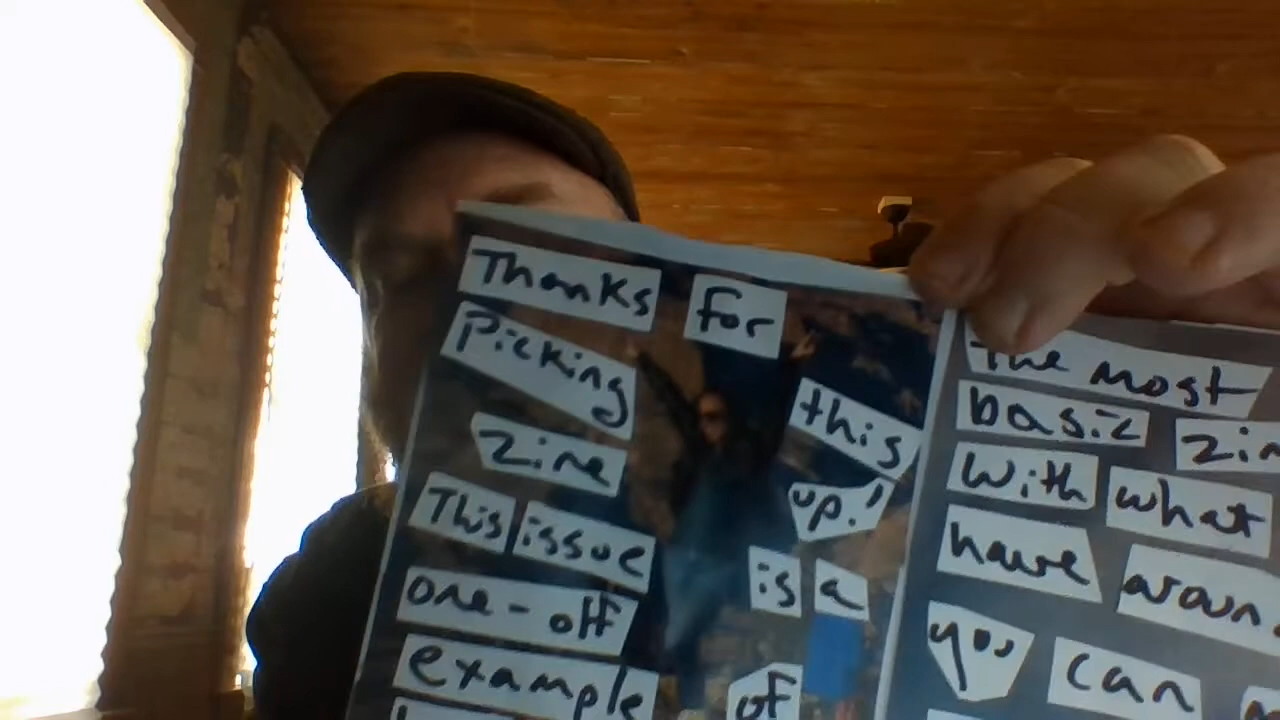 Thanks for
picking this
zine up!
This issue is a
one-off
example of
the most
basic
with what
have
you can